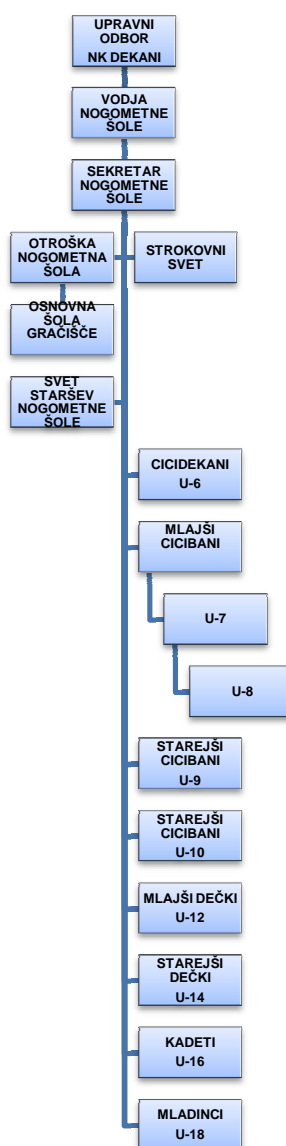 UPRAVNI
ODBOR
NK DEKANI
VODJA
NOGOMETNE
ŠOLE
SEKRETAR
NOGOMETNE
ŠOLE
OTROŠKA
NOGOMETNA
ŠOLA
STROKOVNI
SVET
OSNOVNA
ŠOLA
GRAČIŠČE
SVET
STARŠEV
NOGOMETNE
ŠOLE
CICIDEKANI
U-6
MLAJŠI
CICIBANI
U-7
U-8
STAREJŠI
CICIBANI
U-9
STAREJŠI
CICIBANI
U-10
MLAJŠI DEČKI
U-12
STAREJŠI
DEČKI
U-14
KADETI
U-16
MLADINCI
U-18